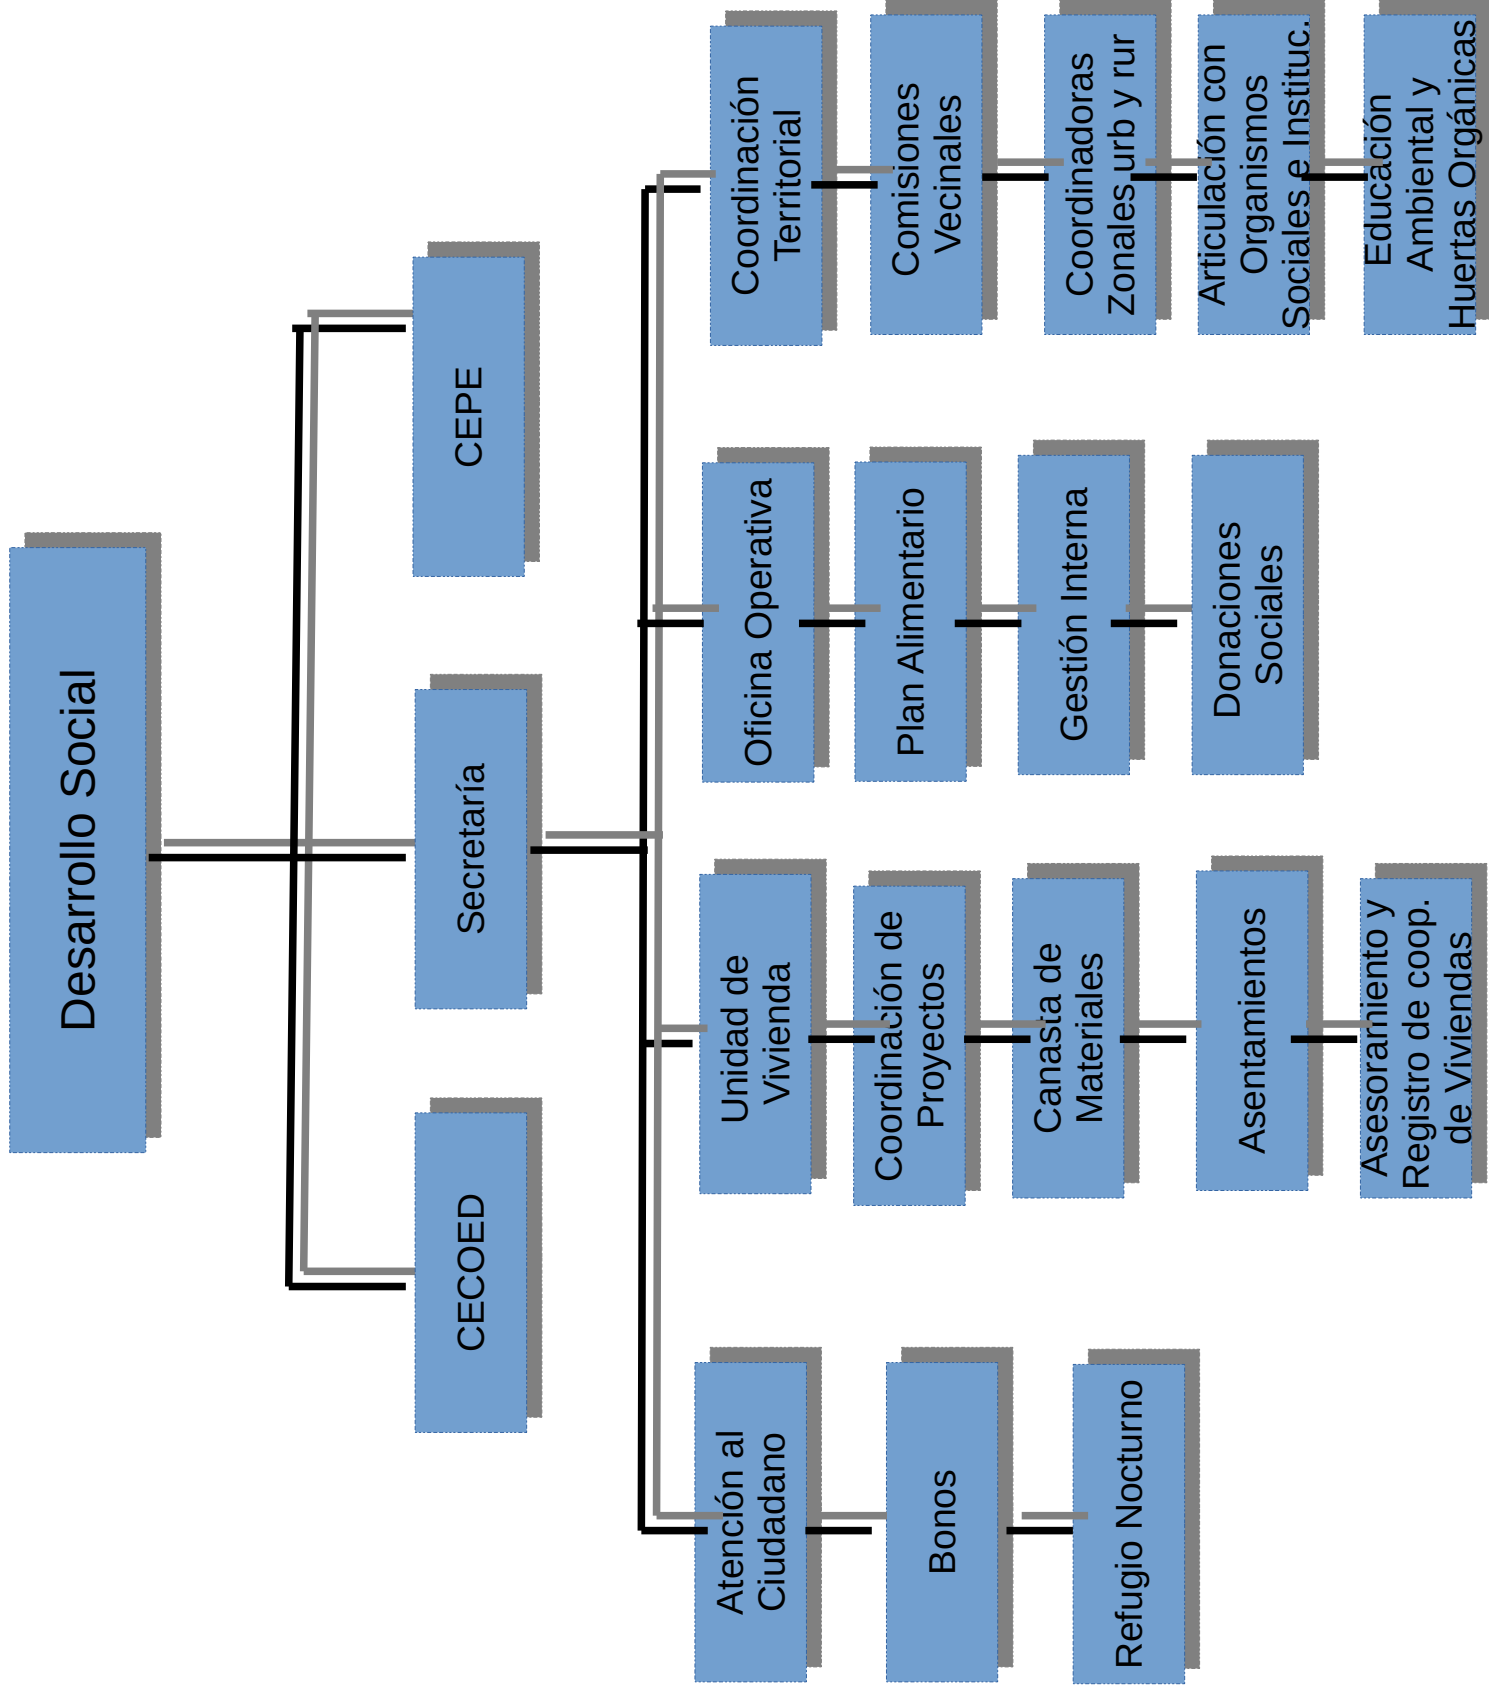 Desarrollo Social
CECOED
Secretaría
CEPE
Atención al
Ciudadano
Bonos
Refugio Nocturno
Unidad de
Vivienda
Coordinación de
Proyectos
Canasta de
Materiales
Asentamientos
Asesoramiento y
Registro de coop.
de Viviendas
Oficina Operativa
Plan Alimentario
Gestión Interna
Donaciones
Sociales
Coordinación
Territorial
Comisiones
Vecinales
Coordinadoras
Zonales urb y rur
Articulación con
Organismos
Sociales e Instituc.
Educación
Ambiental y
Huertas Orgánicas